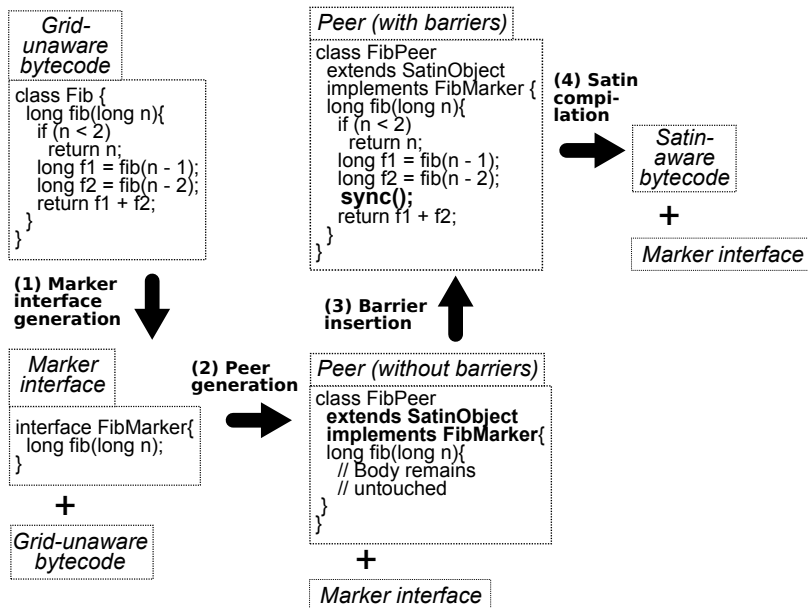 Grid-
unaware
bytecode
class Fib {
long fib(long n){
if (n < 2)
return n;
long f1 = fib(n - 1);
long f2 = fib(n - 2);
return f1 + f2;
}
}
(1) Marker
interface
generation
Marker
interface
interface FibMarker{
long fib(long n);
}
+
Grid-unaware
bytecode
(2) Peer
generation
Peer (without barriers)
class FibPeer
extends SatinObject
implements FibMarker{
long fib(long n){
// Body remains
// untouched
}
}
+
Marker interface
(3) Barrier
insertion
Peer (with barriers)
class FibPeer
extends SatinObject
implements FibMarker {
long fib(long n){
if (n < 2)
return n;
long f1 = fib(n - 1);
long f2 = fib(n - 2);
sync();
return f1 + f2;
}
}
(4) Satin
compi-
lation
Satin-
aware
bytecode
+
Marker interface